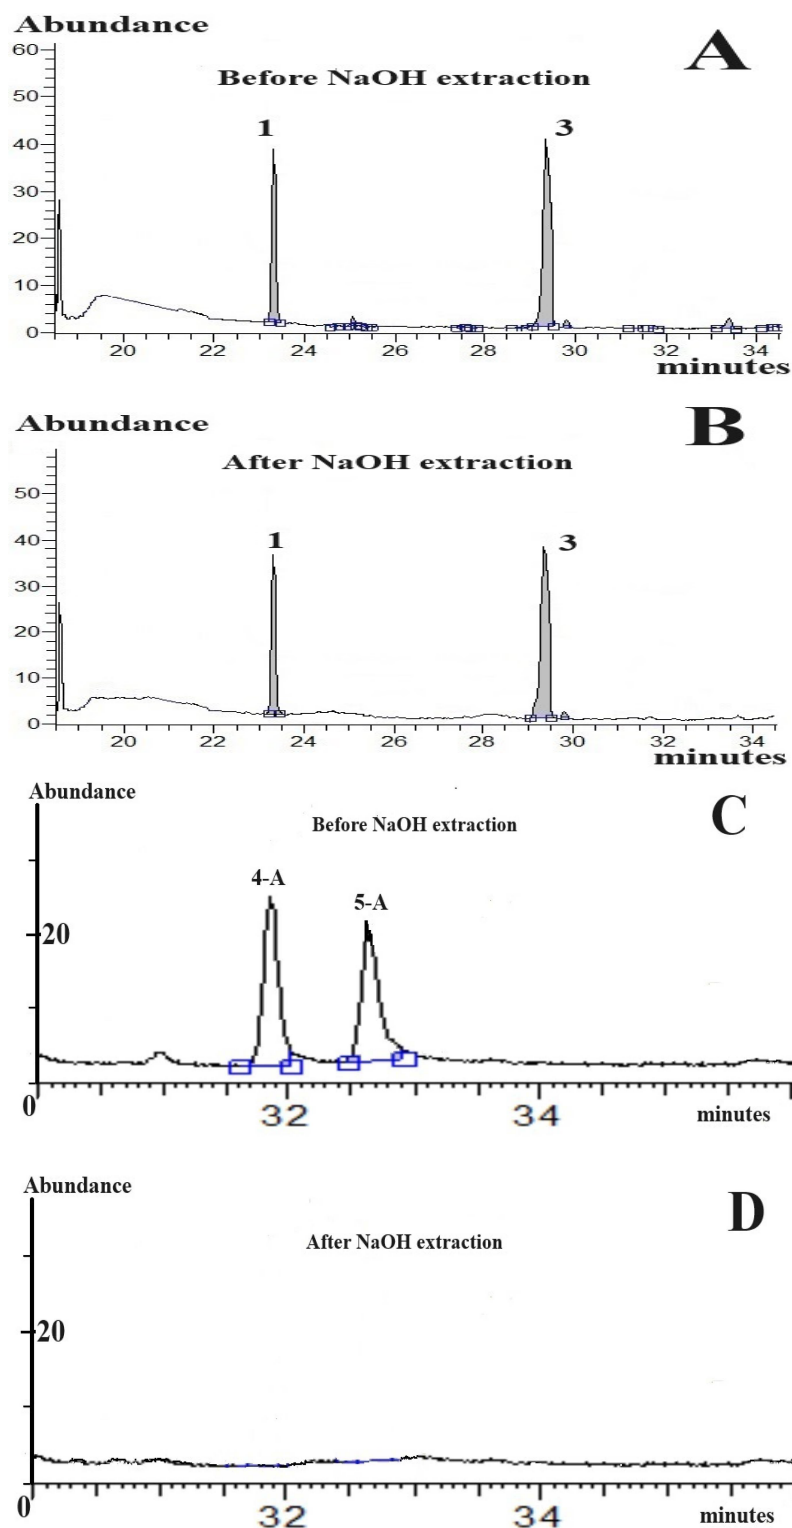 Abundance
A
60
Before NaOH extraction
50
1
3
40
30
20
10
0
20 22 24 26 28 30 32 34
minutes
Abundance
B
After NaOH extraction
50
1
3
40
30
20
10
0
20 22 24 26 28 30 32 34
minutes
Abundance
C
Before NaOH extraction
4-A
5-A
20
0
32 34 minutes
Abundance
D
After NaOH extraction
20
0
32 34 minutes